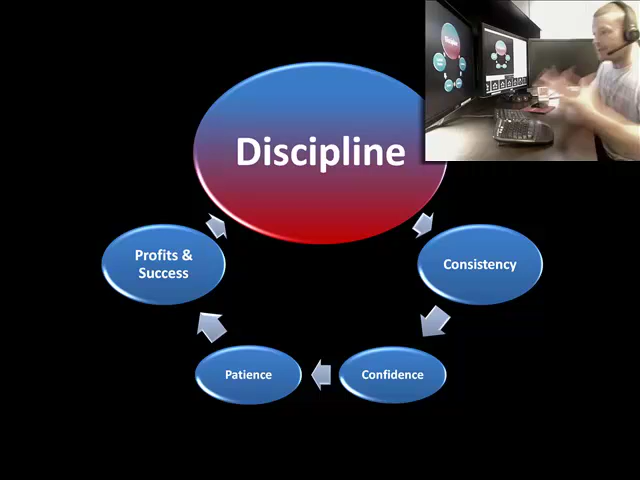 Discipline
Consistency
Confidence
Patience
Profits &
Success